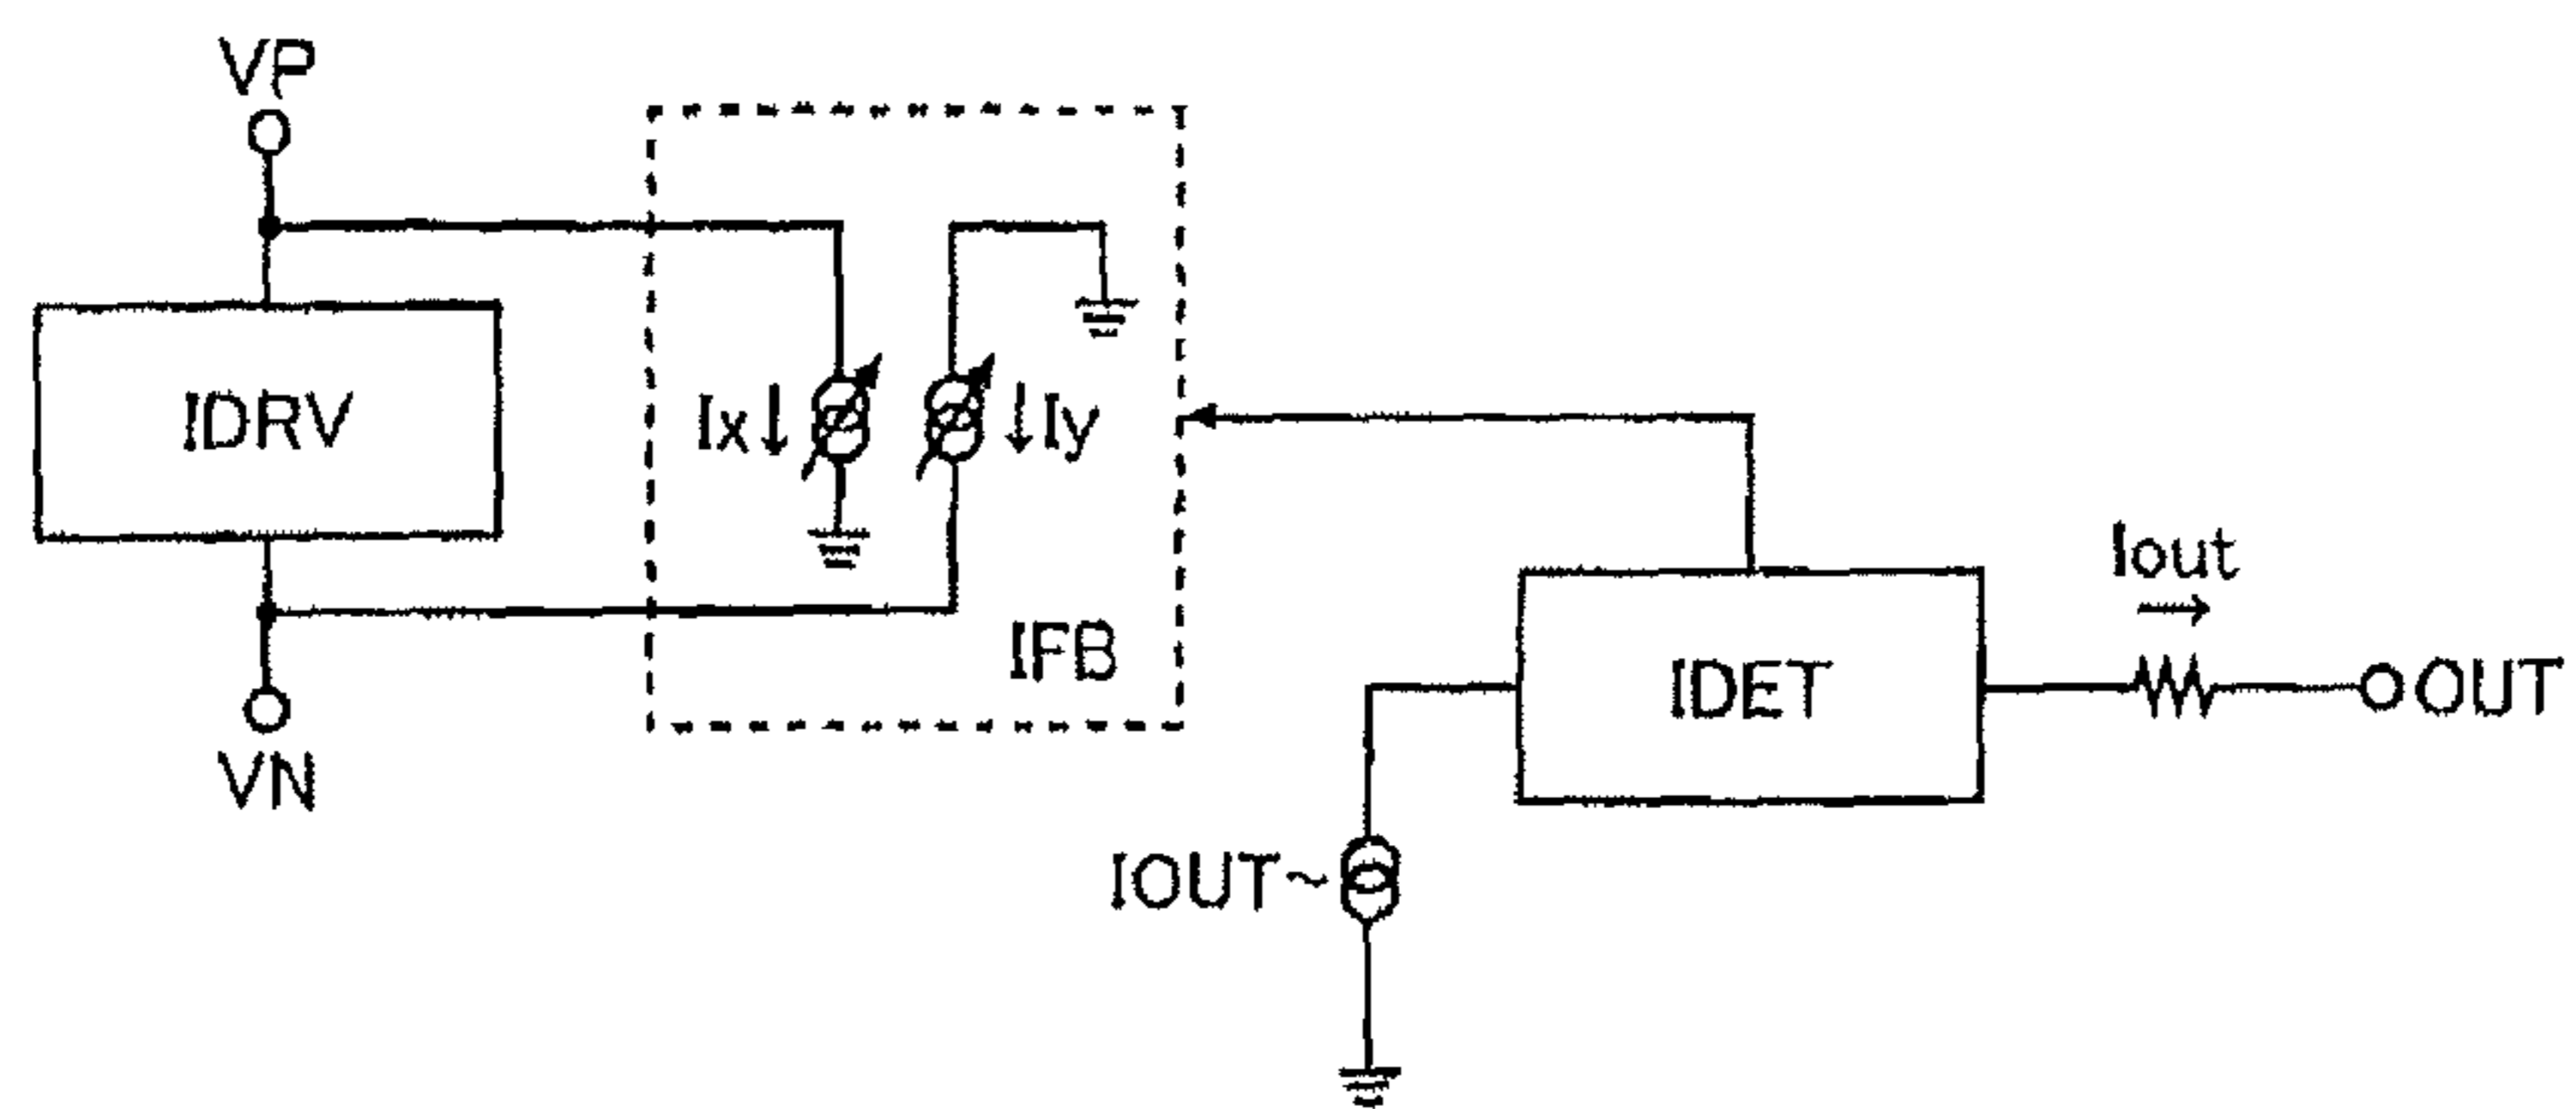 VP
IDRV
Ix
Iy
IFB
VN
Iout
IDET
OUT
IOUT~